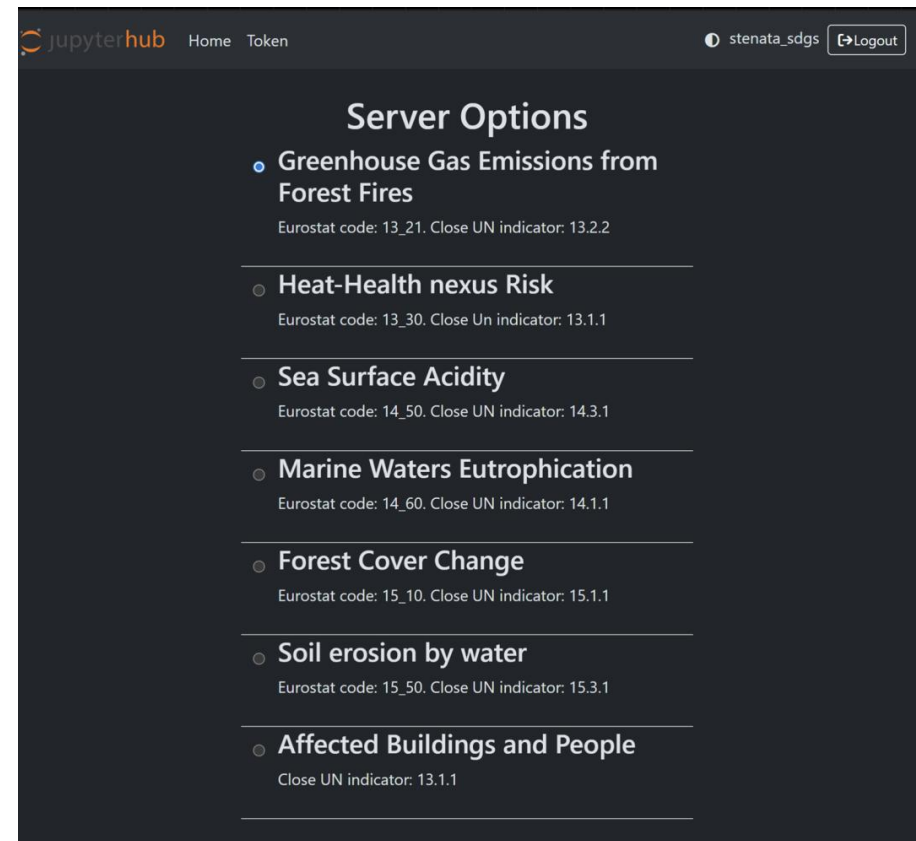 jupyterhub Home Token stenata_sdgs Logout
Server Options
Greenhouse Gas Emissions from
Forest Fires
Eurostat code: 13_21. Close UN indicator: 13.2.2
Heat-Health nexus Risk
Eurostat code: 13_30. Close Un indicator: 13.1.1
Sea Surface Acidity
Eurostat code: 14_50. Close UN indicator: 14.3.1
Marine Waters Eutrophication
Eurostat code: 14_60. Close UN indicator: 14.1.1
Forest Cover Change
Eurostat code: 15_10. Close UN indicator: 15.1.1
Soil erosion by water
Eurostat code: 15_50. Close UN indicator: 15.3.1
Affected Buildings and People
Close UN indicator: 13.1.1